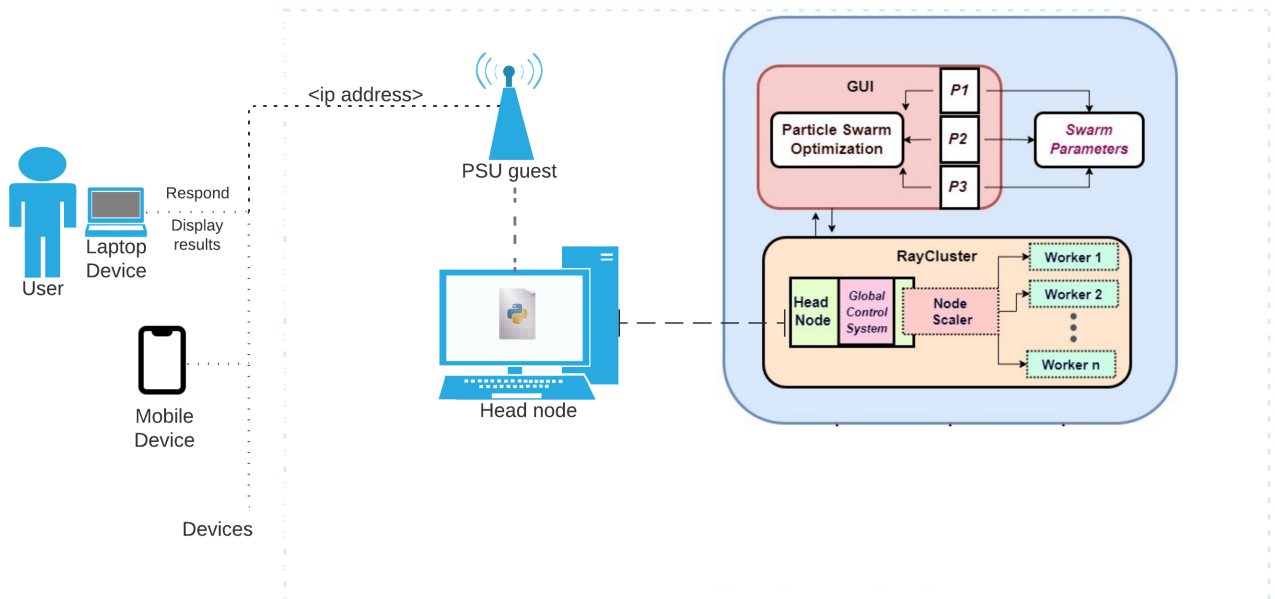 <ip address>
PSU guest
Respond
Display
results
Laptop
Device
User
Mobile
Device
Devices
Head node
GUI
Particle Swarm
Optimization
P1
P2
P3
Swarm
Parameters
RayCluster
Head
Node
Global
Control
System
Node
Scaler
Worker 1
Worker 2
Worker n